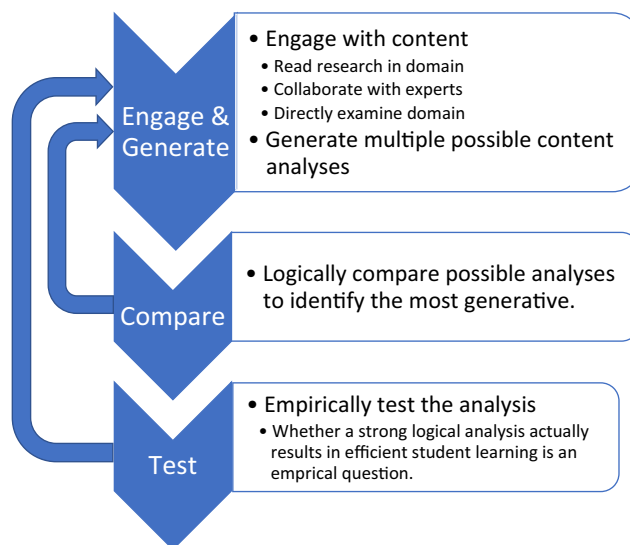 Engage &
Generate
• Engage with content
• Read research in domain
• Collaborate with experts
• Directly examine domain
• Generate multiple possible content
analyses
Compare
• Logically compare possible analyses
to identify the most generative.
Test
• Empirically test the analysis
• Whether a strong logical analysis actually
results in efficient student learning is an
emprical question.